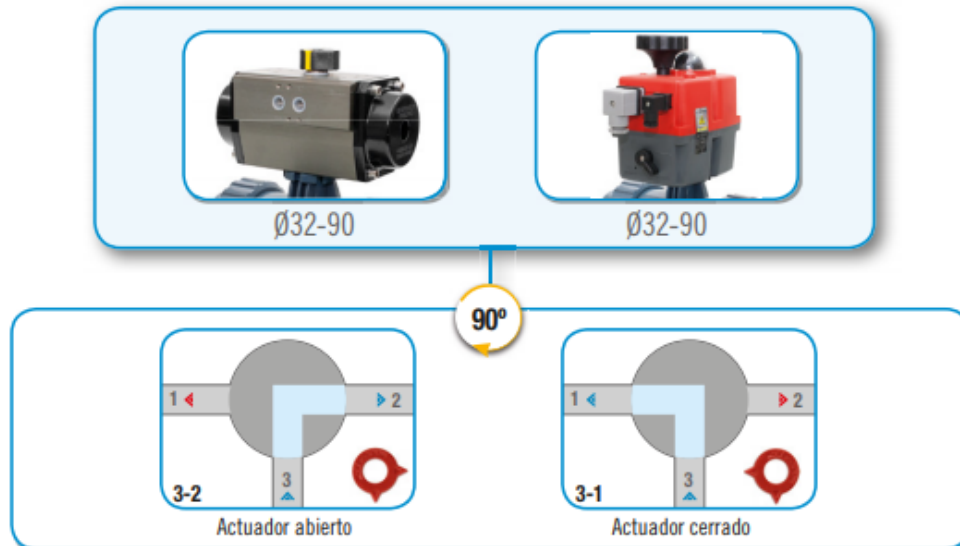 Ø32-90
Ø32-90
90º
1
2
3
3-2
Actuador abierto
1
2
3
3-1
Actuador cerrado